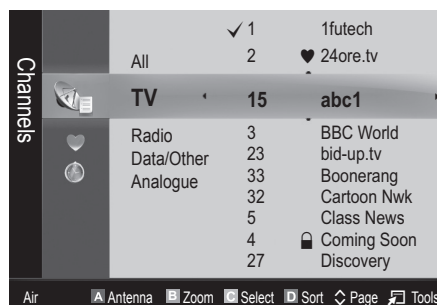 Channels
1 1futech
All 2 24ore.tv
TV 15 abc1
Radio 3 BBC World
Data/Other 23 bid-up.tv
Analogue 33 Boonerang
32 Cartoon Nwk
5 Class News
4 Coming Soon
27 Discovery
Air A Antenna B Zoom C Select D Sort Page Tools